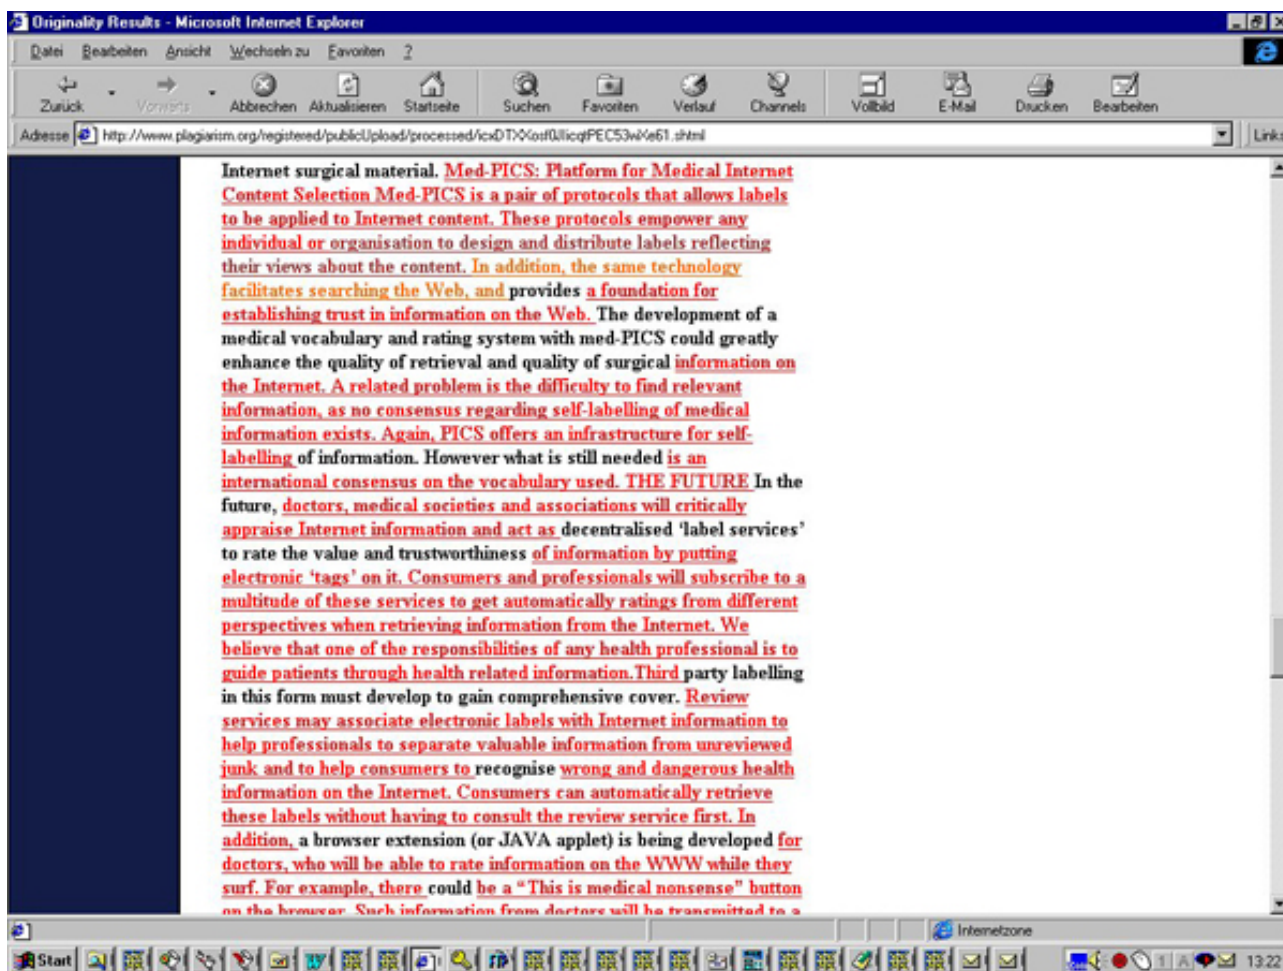 Originality Results - Microsoft Internet Explorer
Datei Bearbeiten Ansicht Wechseln zu Favoriten ?
Zurück Vorwärts Abbrechen Aktualisieren Startseite Suchen Favoriten Verlauf Channels Vollbild E-Mail Drucken Bearbeiten
Adresse Links
Internet surgical material. Med-PICS: Platform for Medical Internet
Content Selection Med-PICS is a pair of protocols that allows labels
to be applied to Internet content. These protocols empower any
individual or organisation to design and distribute labels reflecting
their views about the content. In addition, the same technology
facilitates searching the Web, and provides a foundation for
establishing trust in information on the Web. The development of a
medical vocabulary and rating system with med-PICS could greatly
enhance the quality of retrieval and quality of surgical information on
the Internet. A related problem is the difficulty to find relevant
information, as no consensus regarding self-labelling of medical
information exists. Again, PICS offers an infrastructure for self-
labelling of information. However what is still needed is an
international consensus on the vocabulary used. THE FUTURE In the
future, doctors, medical societies and associations will critically
appraise Internet information and act as decentralised ‘label services’
to rate the value and trustworthiness of information by putting
electronic ‘tags’ on it. Consumers and professionals will subscribe to a
multitude of these services to get automatically ratings from different
perspectives when retrieving information from the Internet. We
believe that one of the responsibilities of any health professional is to
guide patients through health related information.Third party labelling
in this form must develop to gain comprehensive cover. Review
services may associate electronic labels with Internet information to
help professionals to separate valuable information from unreviewed
junk and to help consumers to recognise wrong and dangerous health
information on the Internet. Consumers can automatically retrieve
these labels without having to consult the review service first. In
addition, a browser extension (or JAVA applet) is being developed for
doctors, who will be able to rate information on the WWW while they
surf. For example, there could be a “This is medical nonsense” button
on the browser. Such information from doctors will be transmitted to a
Internetzone
Start 13:22